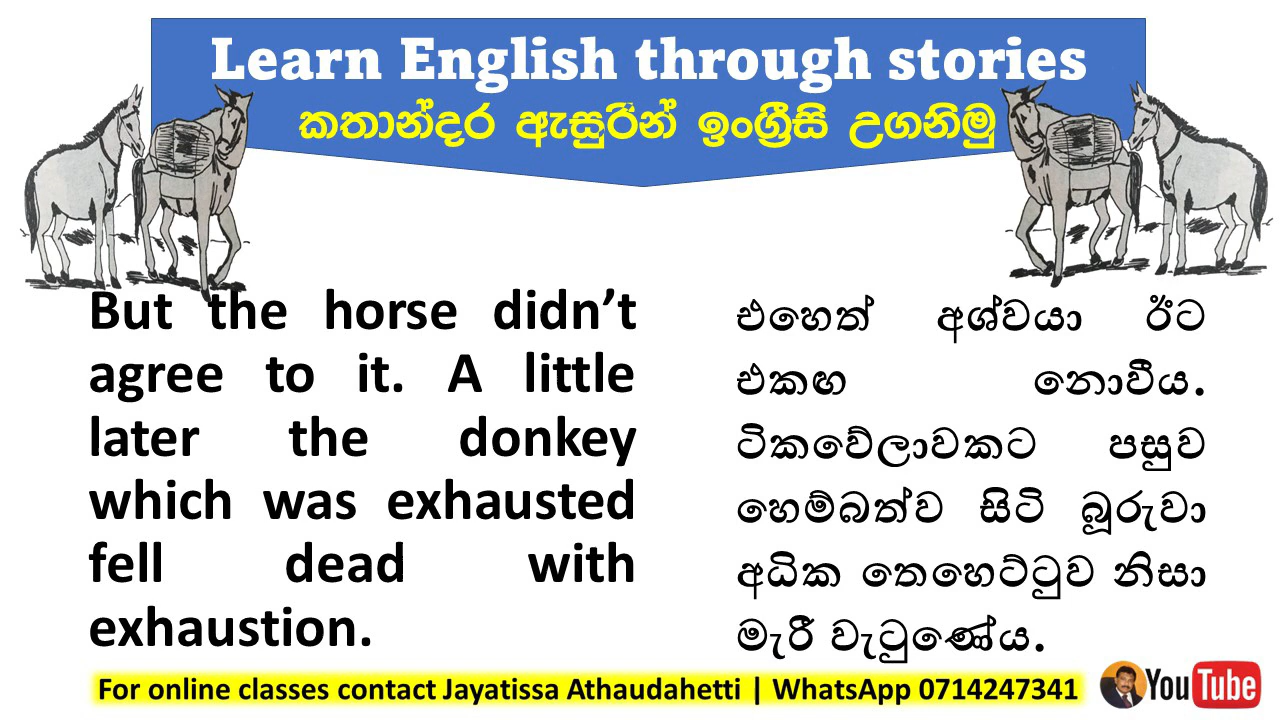 Learn English through stories
කතාන්දර ඇසුරින් ඉංග්‍රීසි උගනිමු
But the horse didn’t
agree to it. A little
later the donkey
which was exhausted
fell dead with
exhaustion.
එහෙත් අශ්වයා ඊට
එකඟ නොවීය.
ටිකවේලාවකට පසුව
හෙම්බත්ව සිටි බූරුවා
අධික තෙහෙට්ටුව නිසා
මැරී වැටුණේය.
For online classes contact Jayatissa Athaudahetti | WhatsApp 0714247341
YouTube